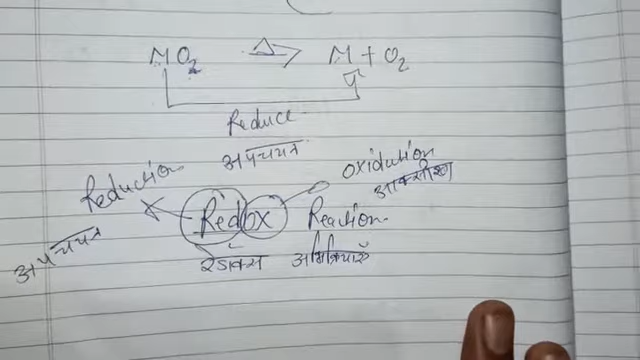 MO₂ △→ M + O₂
Reduce
अपचयन
Reduction Oxidation
अपचयन आक्सीकरण
Redox Reaction
रेडाक्स अभिक्रियाएँ